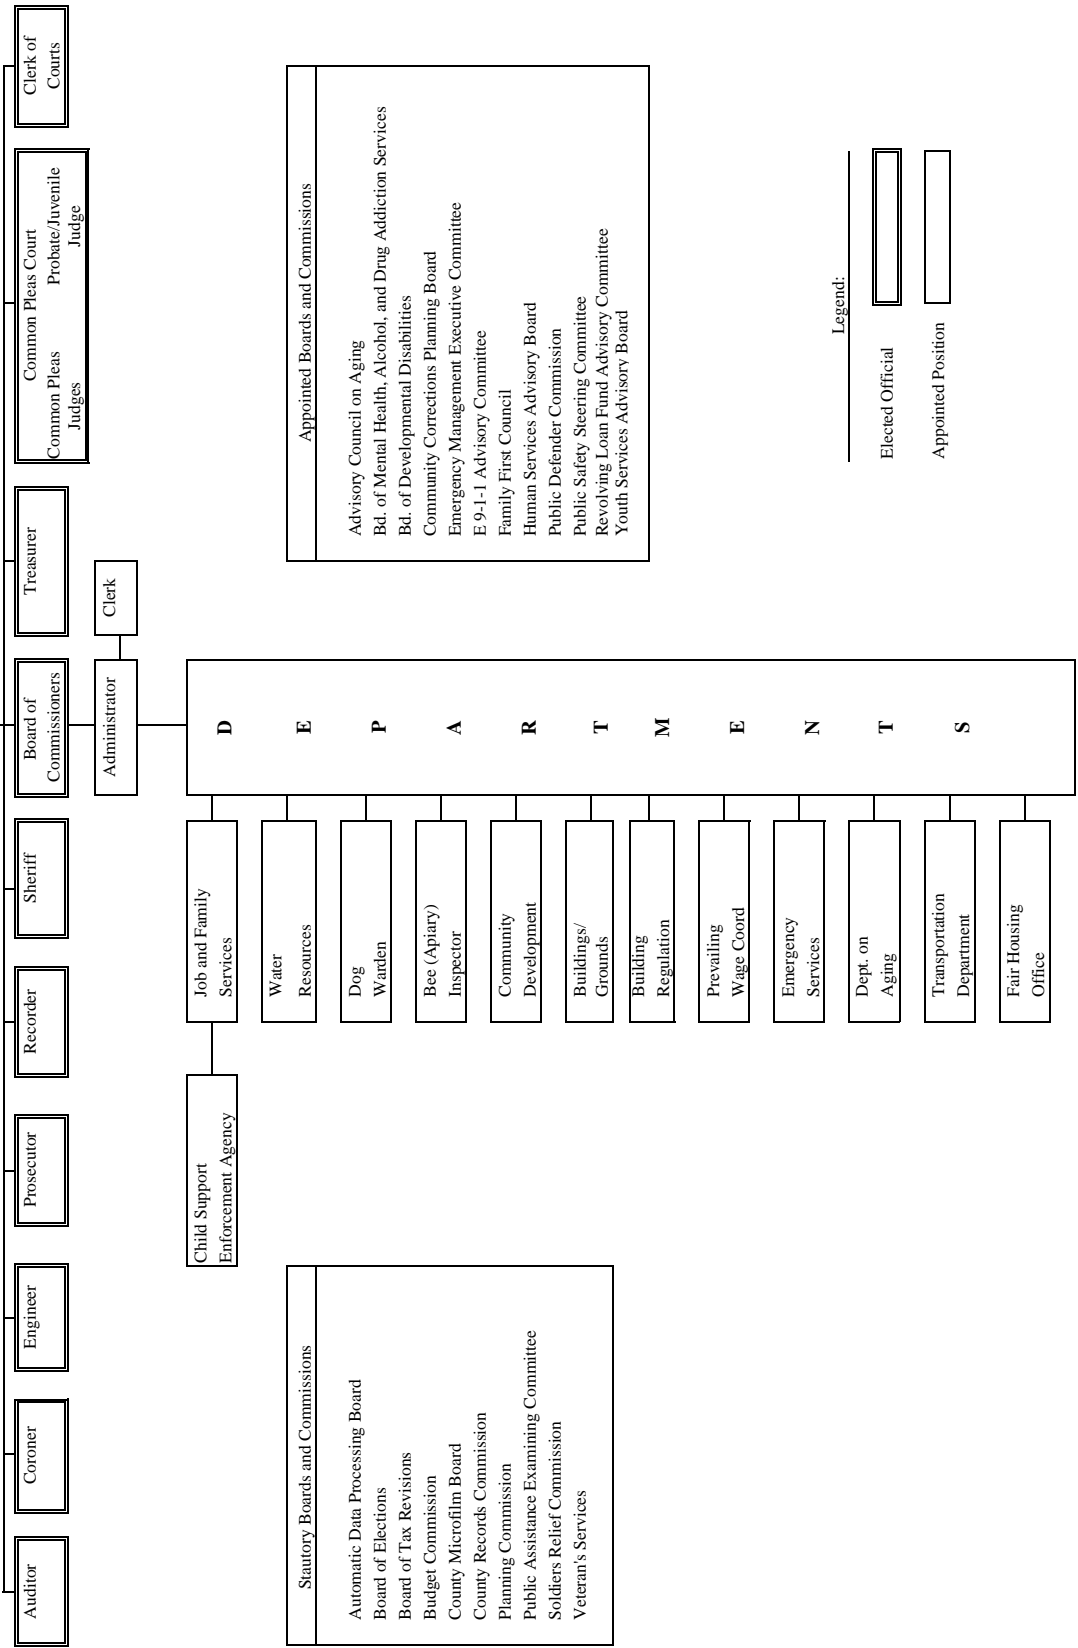 Auditor
Coroner
Engineer
Prosecutor
Recorder
Sheriff
Board of
Commissioners
Treasurer
Common Pleas Court
Common Pleas Probate/Juvenile
Judges Judge
Clerk of
Courts
Administrator
Clerk
Child Support
Enforcement Agency
Job and Family
Services
Water
Resources
Dog
Warden
Bee (Apiary)
Inspector
Community
Development
Buildings/
Grounds
Building
Regulation
Prevailing
Wage Coord
Emergency
Services
Dept. on
Aging
Transportation
Department
Fair Housing
Office
D
E
P
A
R
T
M
E
N
T
S
Stautory Boards and Commissions
Automatic Data Processing Board
Board of Elections
Board of Tax Revisions
Budget Commission
County Microfilm Board
County Records Commission
Planning Commission
Public Assistance Examining Committee
Soldiers Relief Commission
Veteran's Services
Appointed Boards and Commissions
Advisory Council on Aging
Bd. of Mental Health, Alcohol, and Drug Addiction Services
Bd. of Developmental Disabilities
Community Corrections Planning Board
Emergency Management Executive Committee
E 9-1-1 Advisory Committee
Family First Council
Human Services Advisory Board
Public Defender Commission
Public Safety Steering Committee
Revolving Loan Fund Advisory Committee
Youth Services Advisory Board
Legend:
Elected Official
Appointed Position